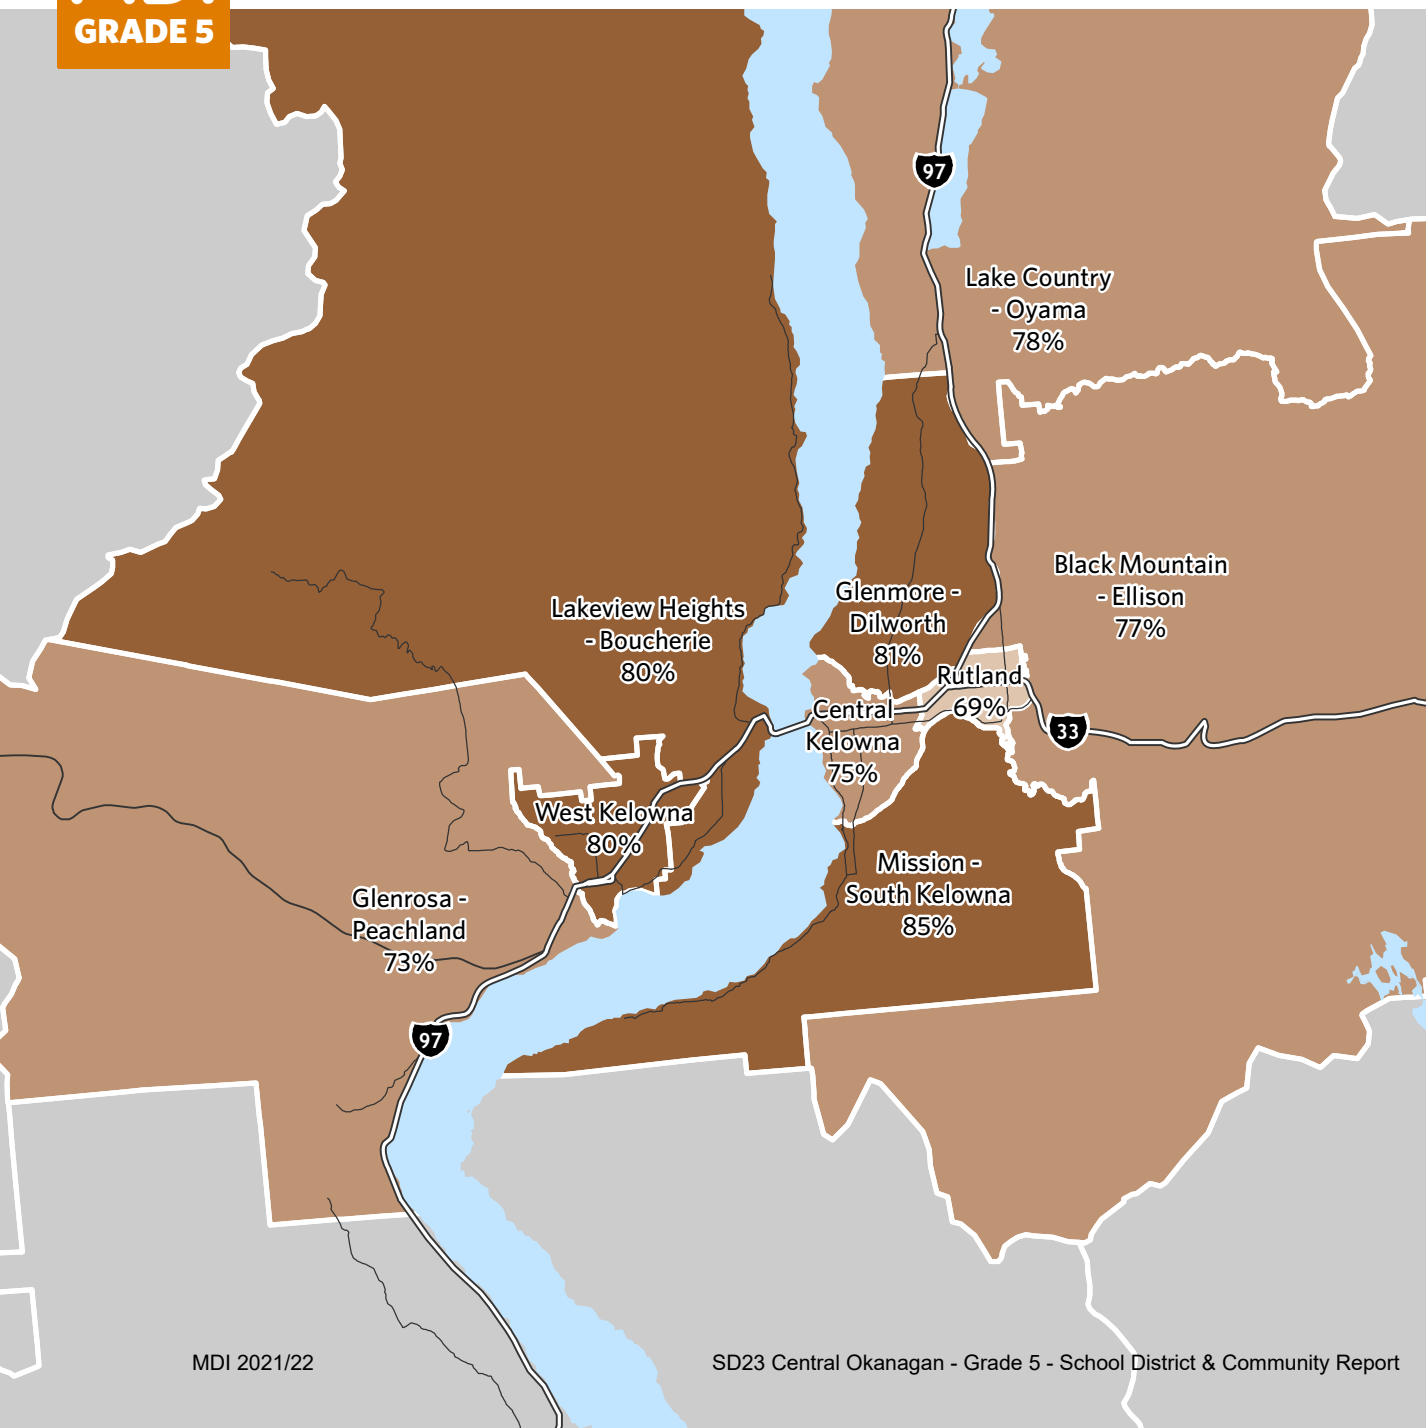 GRADE 5
97
Lake Country
- Oyama
78%
Black Mountain
- Ellison
77%
Lakeview Heights
- Boucherie
80%
Glenmore -
Dilworth
81%
Rutland
69%
Central
Kelowna
75%
33
West Kelowna
80%
Mission -
South Kelowna
85%
Glenrosa -
Peachland
73%
97
MDI 2021/22
SD23 Central Okanagan - Grade 5 - School District & Community Report